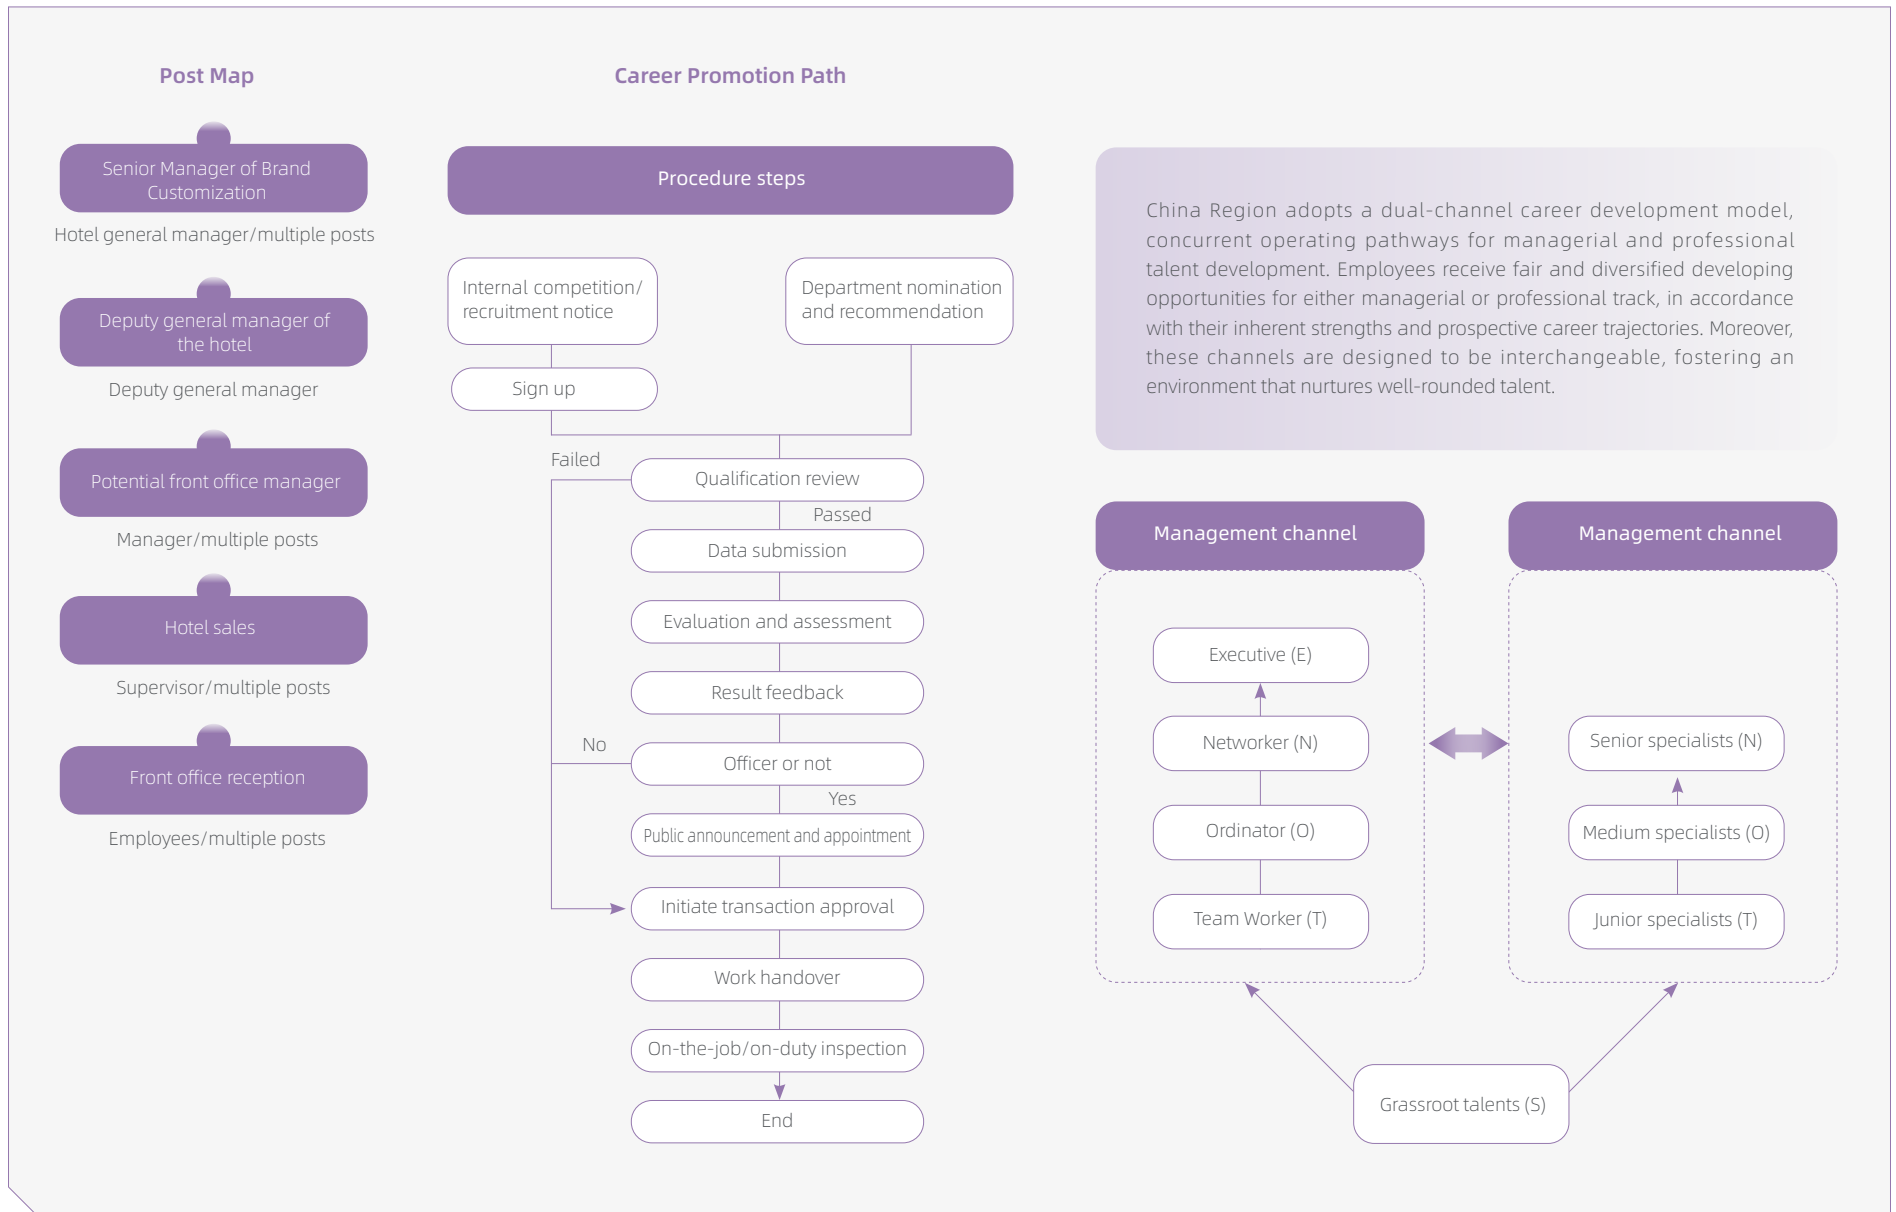 Post Map
Senior Manager of Brand
Customization
Hotel general manager/multiple posts
Deputy general manager of
the hotel
Deputy general manager
Potential front office manager
Manager/multiple posts
Hotel sales
Supervisor/multiple posts
Front office reception
Employees/multiple posts
Career Promotion Path
Procedure steps
Internal competition/
recruitment notice
Department nomination
and recommendation
Sign up
Failed
Qualification review
Passed
Data submission
Evaluation and assessment
Result feedback
No
Officer or not
Yes
Public announcement and appointment
Initiate transaction approval
Work handover
On-the-job/on-duty inspection
End
China Region adopts a dual-channel career development model,
concurrent operating pathways for managerial and professional
talent development. Employees receive fair and diversified developing
opportunities for either managerial or professional track, in accordance
with their inherent strengths and prospective career trajectories. Moreover,
these channels are designed to be interchangeable, fostering an
environment that nurtures well-rounded talent.
Management channel
Executive (E)
Networker (N)
Ordinator (O)
Team Worker (T)
Management channel
Senior specialists (N)
Medium specialists (O)
Junior specialists (T)
Grassroot talents (S)